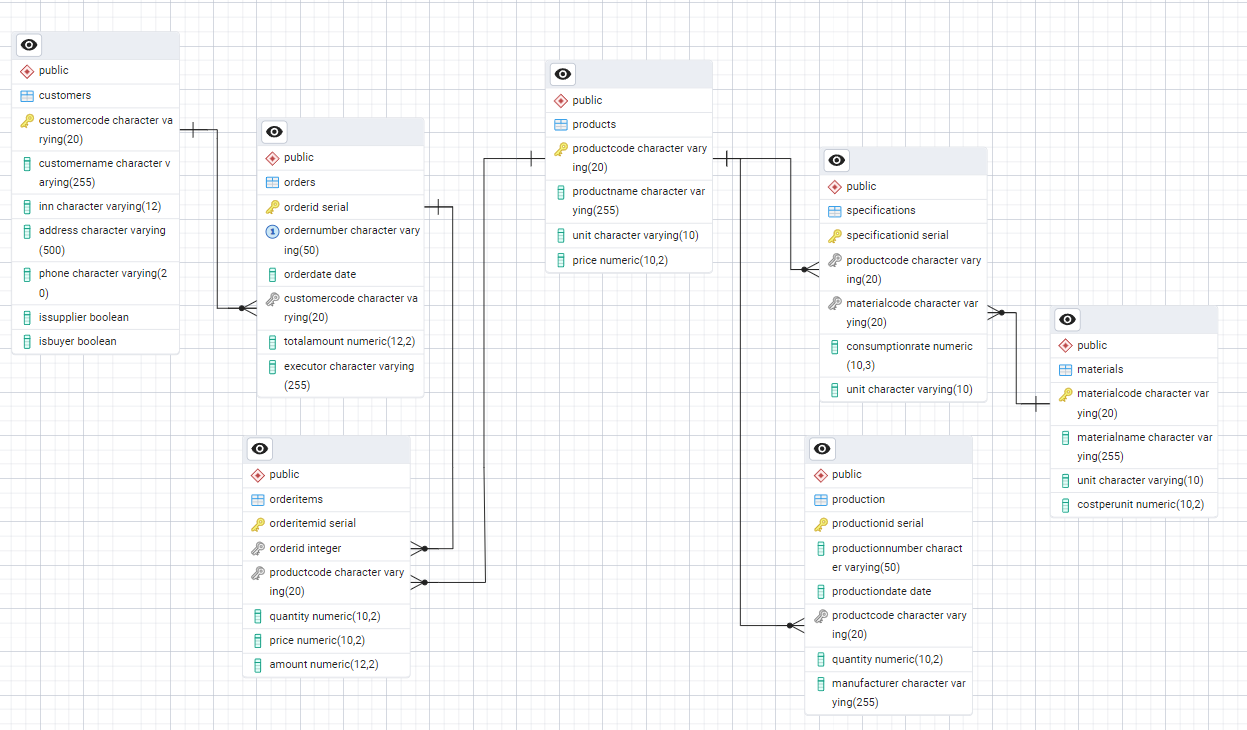 public
customers
customercode character va
rying(20)
customername character v
arying(255)
inn character varying(12)
address character varying
(500)
phone character varying(2
0)
issupplier boolean
isbuyer boolean
public
orders
orderid serial
1
ordernumber character vary
ing(50)
orderdate date
customercode character va
rying(20)
totalamount numeric(12,2)
executor character varying
(255)
public
orderitems
orderitemid serial
orderid integer
productcode character vary
ing(20)
quantity numeric(10,2)
price numeric(10,2)
amount numeric(12,2)
public
products
productcode character vary
ing(20)
productname character var
ying(255)
unit character varying(10)
price numeric(10,2)
public
specifications
specificationid serial
productcode character vary
ing(20)
materialcode character var
ying(20)
consumptionrate numeric
(10,3)
unit character varying(10)
public
production
productionid serial
productionnumber charact
er varying(50)
productiondate date
productcode character vary
ing(20)
quantity numeric(10,2)
manufacturer character var
ying(255)
public
materials
materialcode character var
ying(20)
materialname character var
ying(255)
unit character varying(10)
costperunit numeric(10,2)